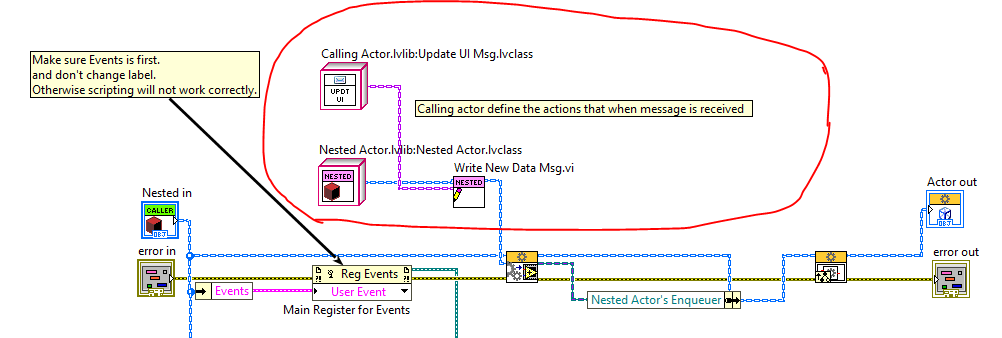 Make sure Events is first.
and don't change label.
Otherwise scripting will not work correctly.
Calling Actor.lvlib:Update UI Msg.lvclass
UPDT
UI
Calling actor define the actions that when message is received
Nested Actor.lvlib:Nested Actor.lvclass
NESTED
Write New Data Msg.vi
NESTED
Nested in
CALLER
OBJ
Actor out
OBJ
error in
Reg Events
error out
Events
User Event
Nested Actor's Enqueuer
Main Register for Events